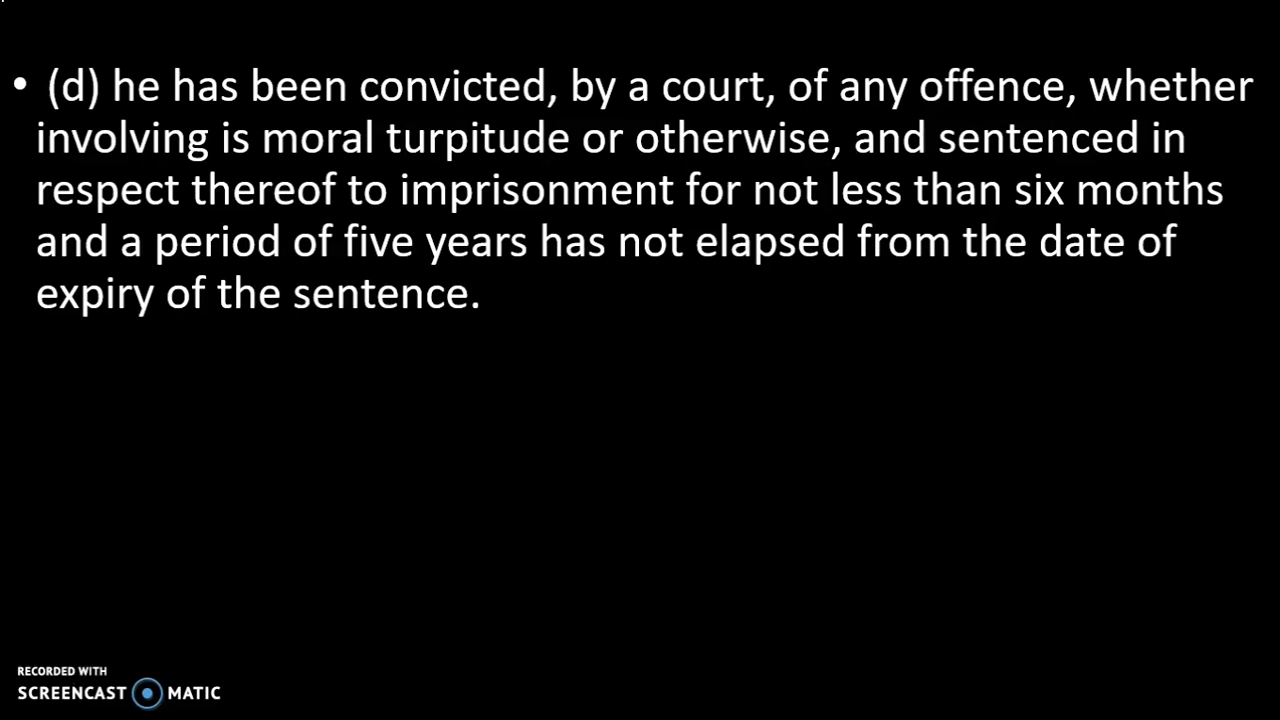 • (d) he has been convicted, by a court, of any offence, whether
involving is moral turpitude or otherwise, and sentenced in
respect thereof to imprisonment for not less than six months
and a period of five years has not elapsed from the date of
expiry of the sentence.
RECORDED WITH
SCREENCAST MATIC